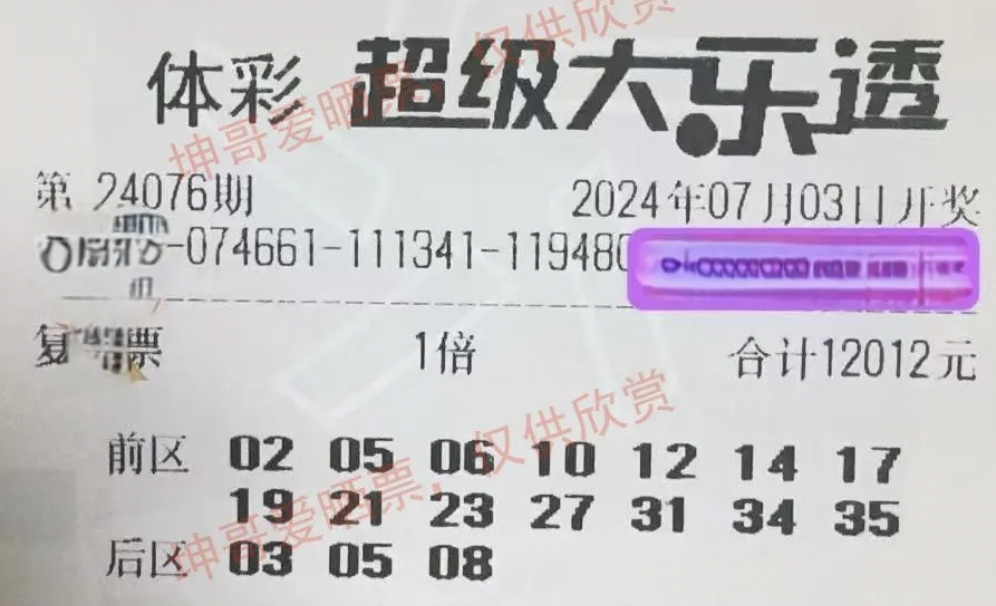 体彩 超级大乐透
第 24076期 2024年07月03日开奖
-074661-111341-119480
组
复 票 1倍 合计12012元
前区 02 05 06 10 12 14 17
19 21 23 27 31 34 35
后区 03 05 08
坤哥爱晒票，仅供欣赏
坤哥爱晒票，仅供欣赏